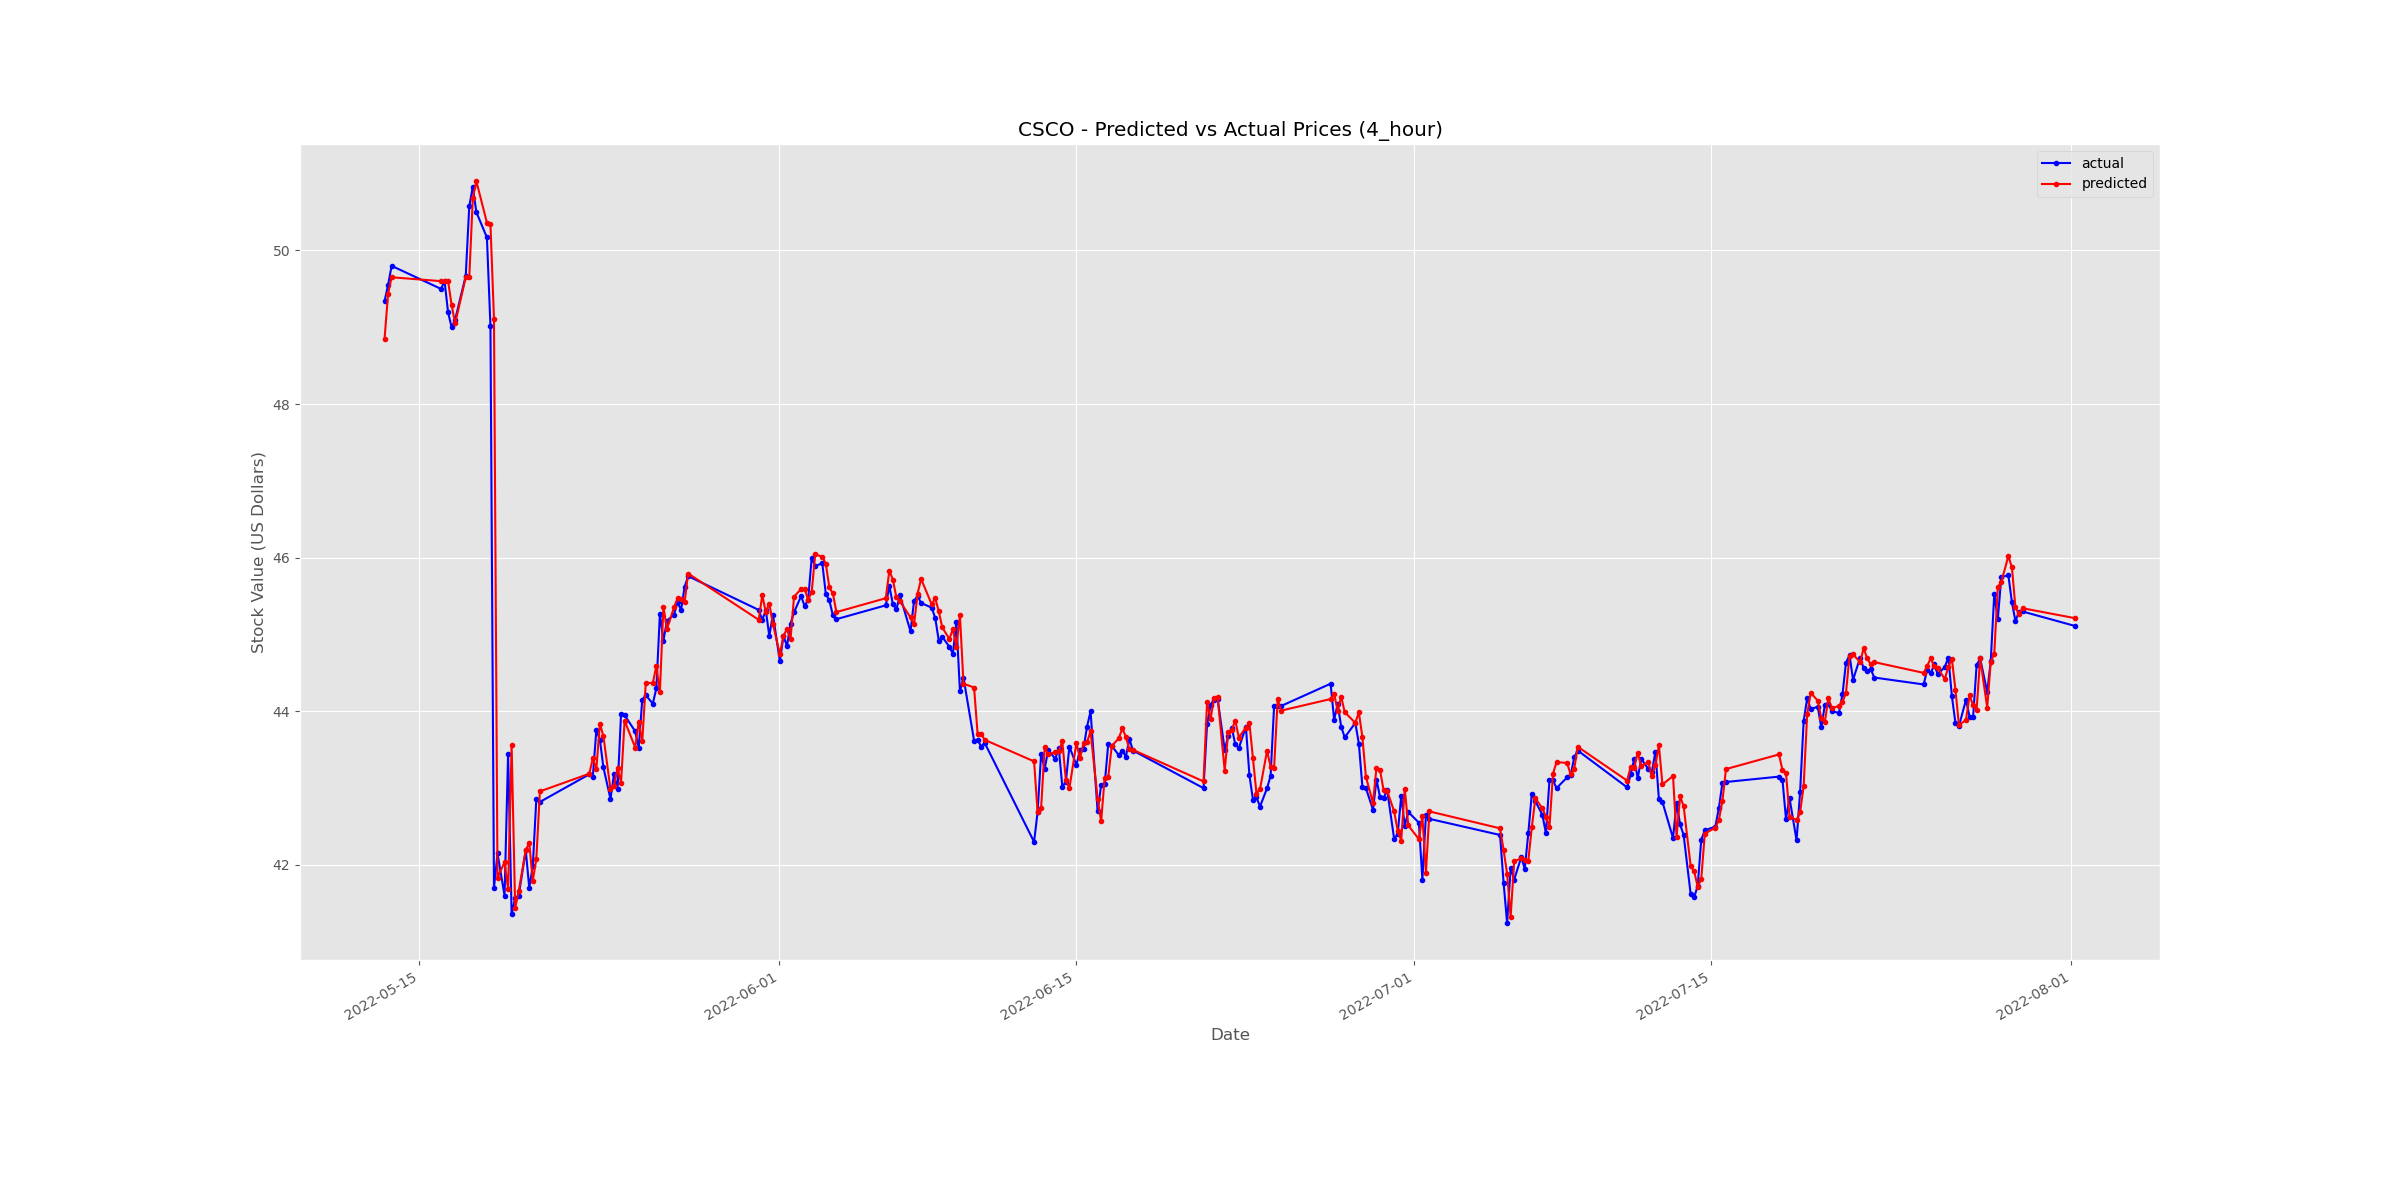 CSCO - Predicted vs Actual Prices (4_hour)
actual
predicted
Stock Value (US Dollars)
50
48
46
44
42
2022-05-15
2022-06-01
2022-06-15
2022-07-01
2022-07-15
2022-08-01
Date